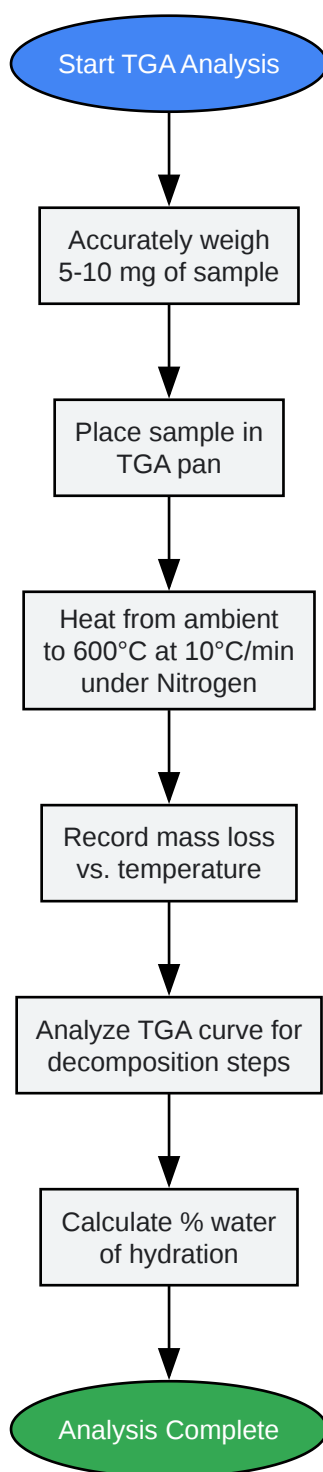 Start TGA Analysis
Accurately weigh
5-10 mg of sample
Place sample in
TGA pan
Heat from ambient
to 600°C at 10°C/min
under Nitrogen
Record mass loss
vs. temperature
Analyze TGA curve for
decomposition steps
Calculate % water
of hydration
Analysis Complete